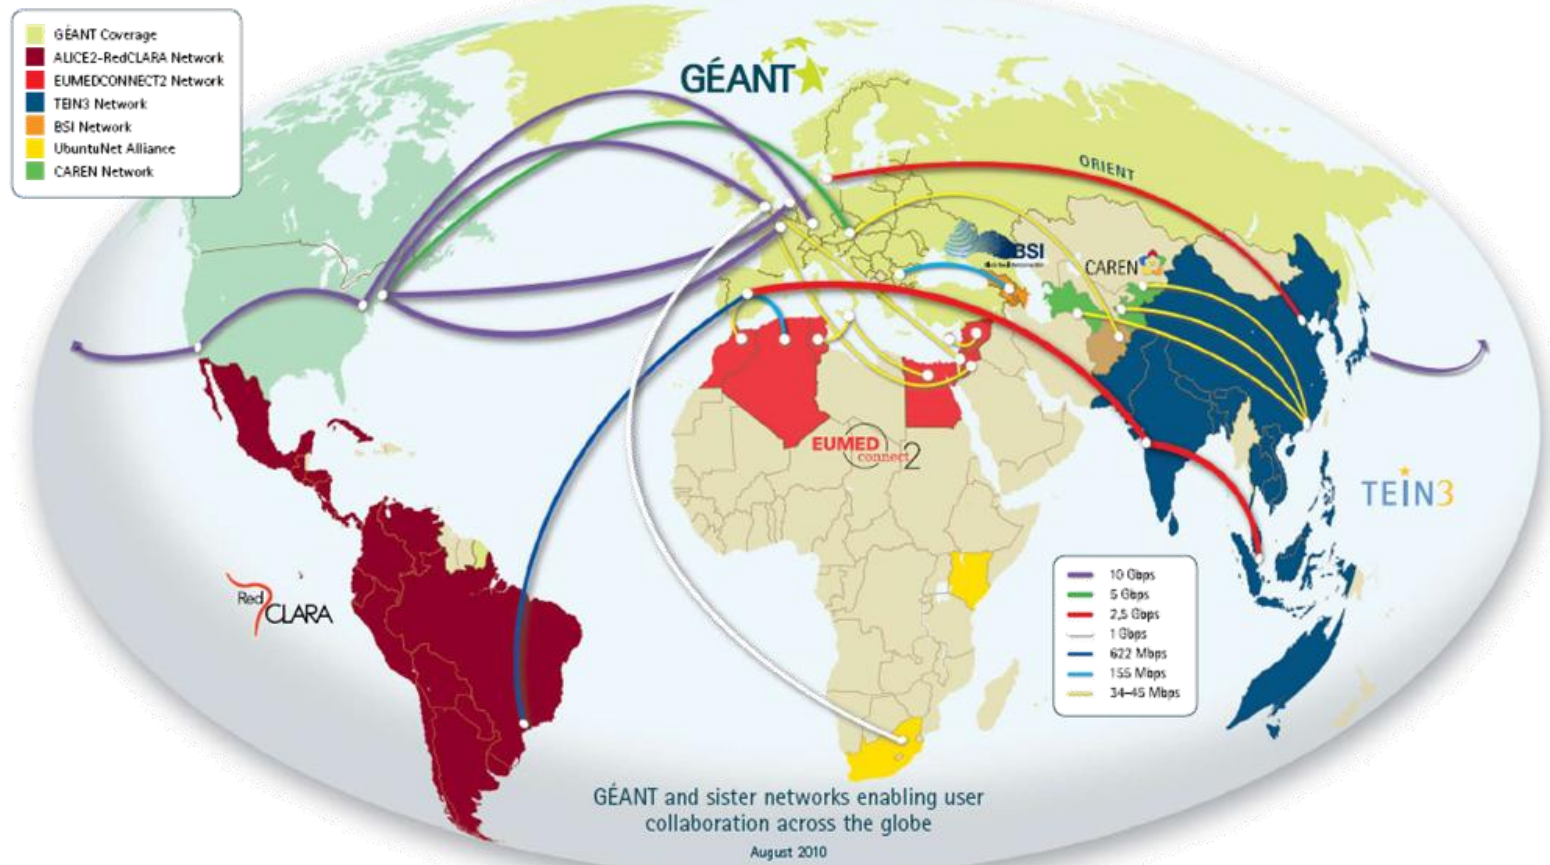 GÉANT Coverage
ALICE2-RedCLARA Network
EUMEDCONNECT2 Network
TEIN3 Network
BSI Network
UbuntuNet Alliance
CAREN Network
GÉANT
ORIENT
BSI
CAREN
EUMED
connect 2
TEIN3
Red
CLARA
10 Gbps
5 Gbps
2,5 Gbps
1 Gbps
622 Mbps
155 Mbps
34-45 Mbps
GÉANT and sister networks enabling user
collaboration across the globe
August 2010